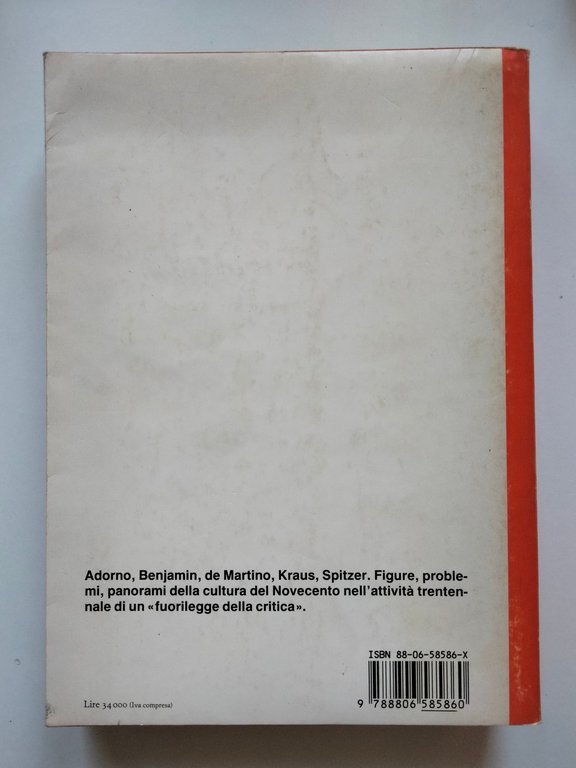 Adorno, Benjamin, de Martino, Kraus, Spitzer. Figure, proble-
mi, panorami della cultura del Novecento nell'attività trenten-
nale di un «fuorilegge della critica».
ISBN 88-06-58586-X
Lire 34 000 (Iva compresa)
9 788806 585860